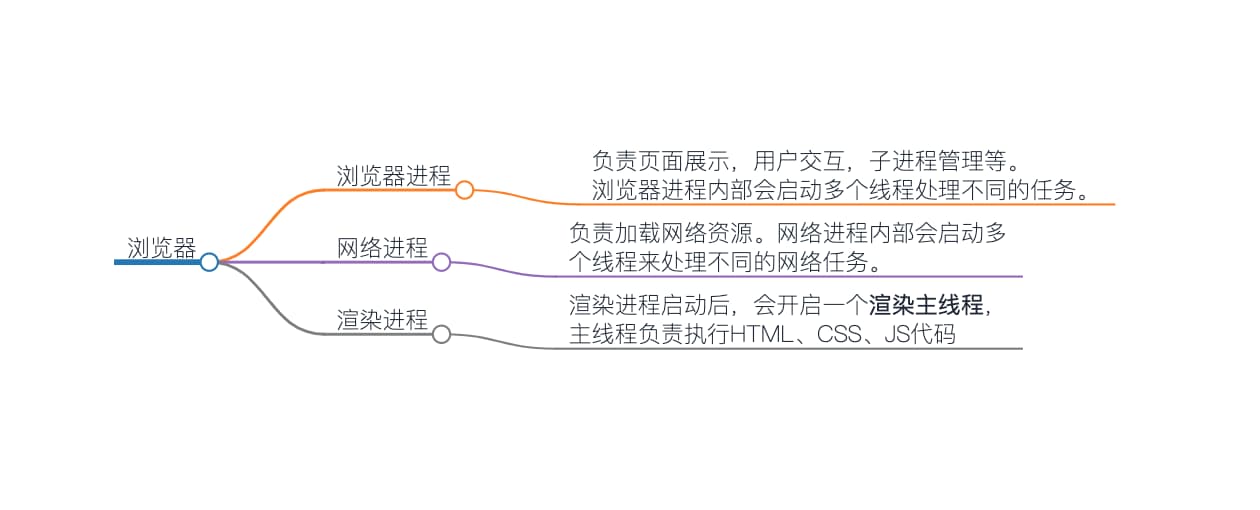 浏览器
浏览器进程
负责页面展示，用户交互，子进程管理等。
浏览器进程内部会启动多个线程处理不同的任务。
网络进程
负责加载网络资源。网络进程内部会启动多
个线程来处理不同的网络任务。
渲染进程
渲染进程启动后，会开启一个渲染主线程，
主线程负责执行HTML、CSS、JS代码